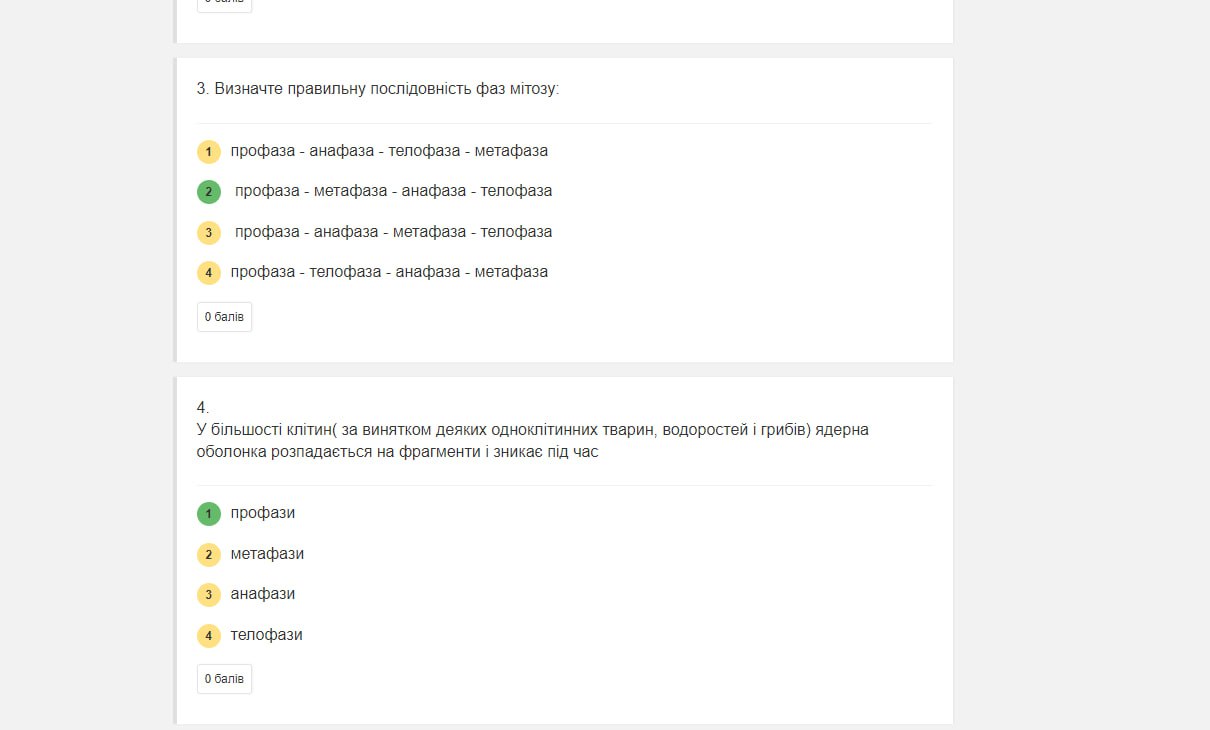 3. Визначте правильну послідовність фаз мітозу:
1 профаза - анафаза - телофаза - метафаза
2 профаза - метафаза - анафаза - телофаза
3 профаза - анафаза - метафаза - телофаза
4 профаза - телофаза - анафаза - метафаза
0 балів
4.
У більшості клітин( за винятком деяких одноклітинних тварин, водоростей і грибів) ядерна
оболонка розпадається на фрагменти і зникає під час
1 профази
2 метафази
3 анафази
4 телофази
0 балів